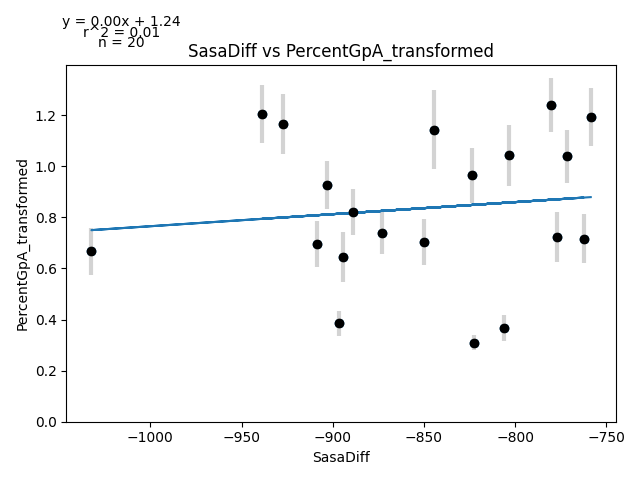 y = 0.00x + 1.24
r^2 = 0.01
n = 20
SasaDiff vs PercentGpA_transformed
PercentGpA_transformed
1.2
1.0
0.8
0.6
0.4
0.2
0.0
−1000
−950
−900
−850
−800
−750
SasaDiff